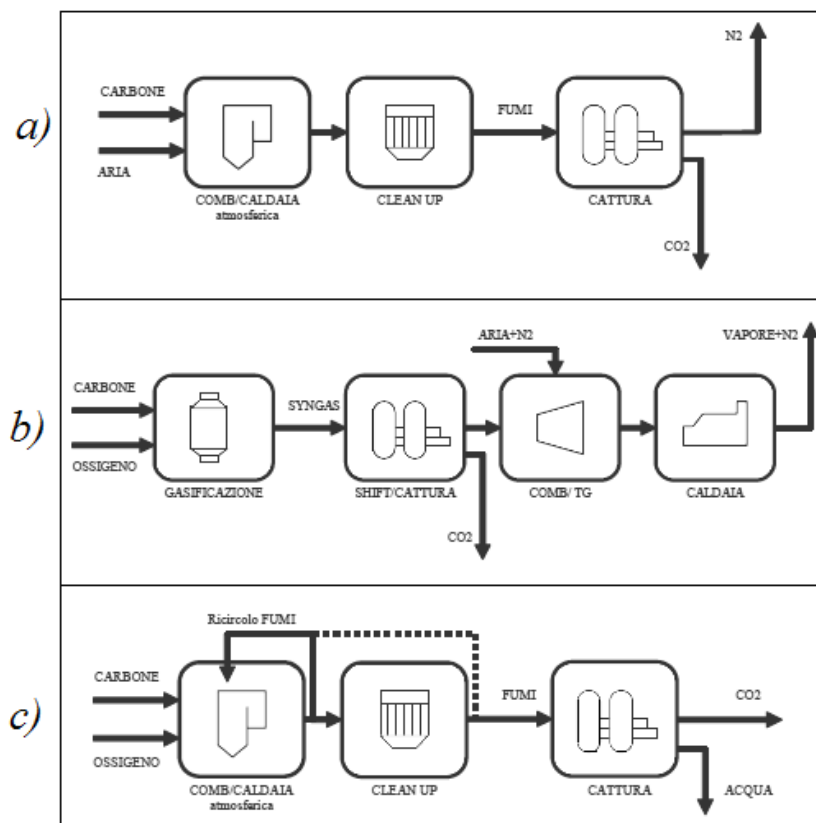 a)
CARBONE
ARIA
COMB/CALDAIA
atmosferica
CLEAN UP
FUMI
CATTURA
N2
CO2
b)
CARBONE
OSSIGENO
GASIFICAZIONE
SYNGAS
SHIFT/CATTURA
CO2
ARIA+N2
COMB/ TG
CALDAIA
VAPORE+N2
c)
Ricircolo FUMI
CARBONE
OSSIGENO
COMB/CALDAIA
atmosferica
CLEAN UP
FUMI
CATTURA
CO2
ACQUA